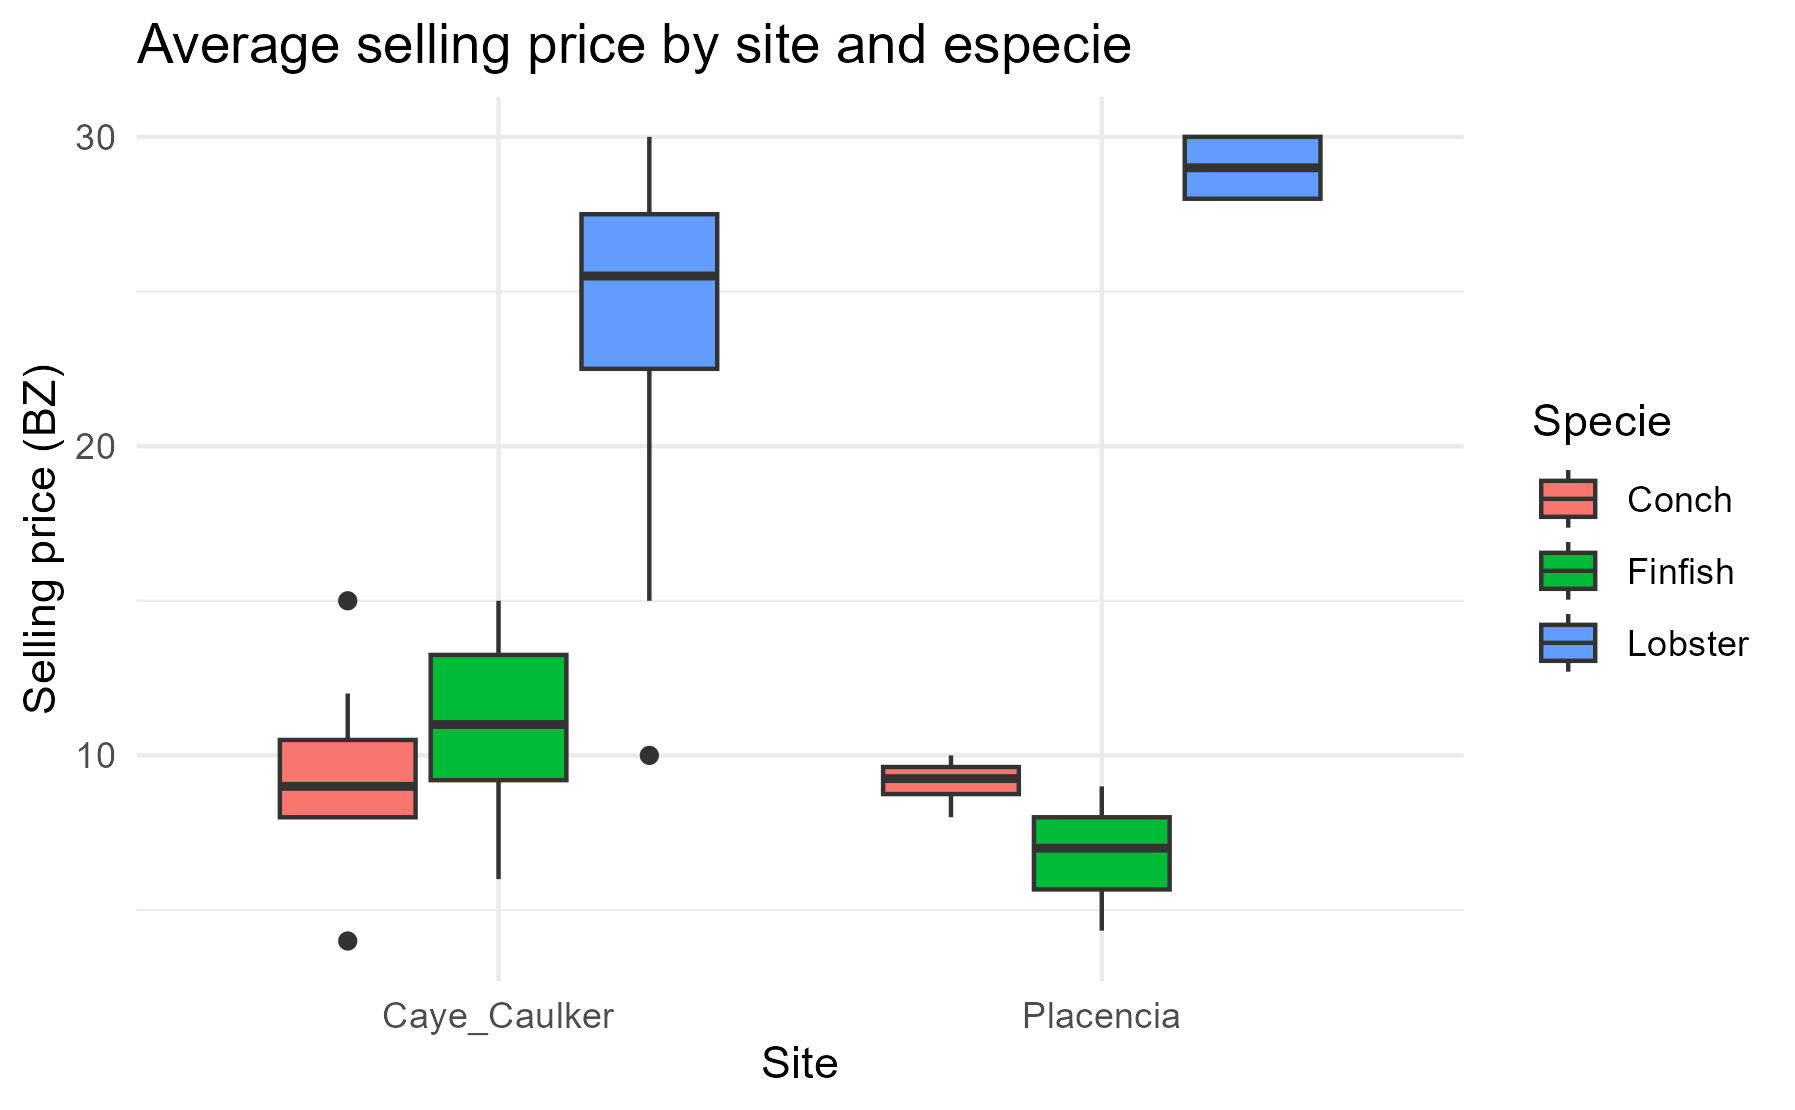 Average selling price by site and especie
Selling price (BZ)
30
20
10
Caye_Caulker
Placencia
Site
Specie
Conch
Finfish
Lobster